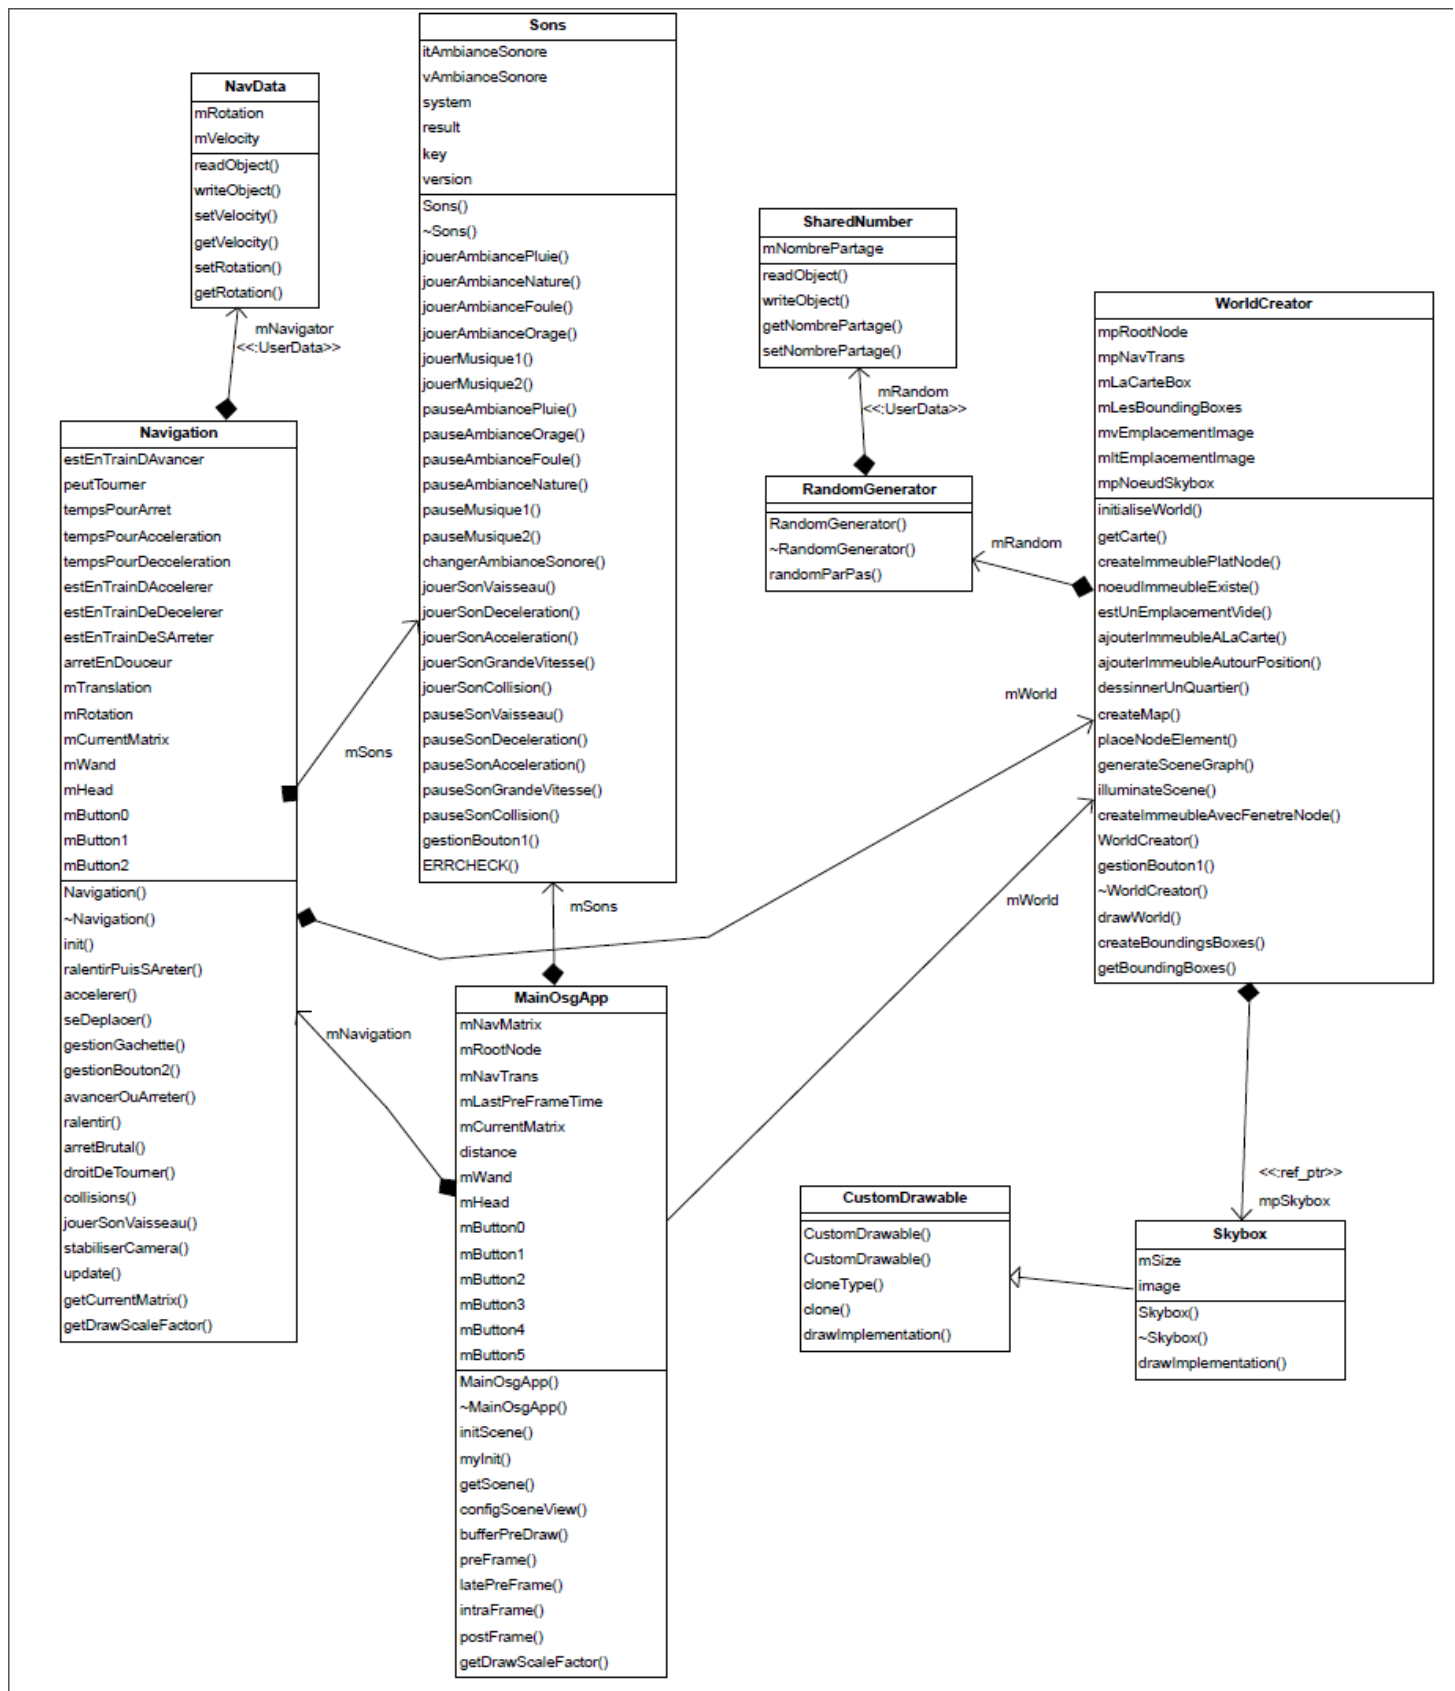 Sons
itAmbianceSonore
vAmbianceSonore
system
result
key
version
Sons()
~Sons()
jouerAmbiancePluie()
jouerAmbianceNature()
jouerAmbianceFoule()
jouerAmbianceOrage()
jouerMusique1()
jouerMusique2()
pauseAmbiancePluie()
pauseAmbianceOrage()
pauseAmbianceFoule()
pauseAmbianceNature()
pauseMusique1()
pauseMusique2()
changerAmbianceSonore()
jouerSonVaisseau()
jouerSonDeceleration()
jouerSonAcceleration()
jouerSonGrandeVitesse()
jouerSonCollision()
pauseSonVaisseau()
pauseSonDeceleration()
pauseSonAcceleration()
pauseSonGrandeVitesse()
pauseSonCollision()
gestionBouton1()
ERRCHECK()
NavData
mRotation
mVelocity
readObject()
writeObject()
setVelocity()
getVelocity()
setRotation()
getRotation()
mNavigator
<<:UserData>>
Navigation
estEnTrainDAvancer
peutTourner
tempsPourArret
tempsPourAcceleration
tempsPourDecceleration
estEnTrainDAccelerer
estEnTrainDeDecelerer
estEnTrainDeSArreter
arretEnDouceur
mTranslation
mRotation
mCurrentMatrix
mWand
mHead
mButton0
mButton1
mButton2
Navigation()
~Navigation()
init()
ralentirPuisSAreter()
accelerer()
seDeplacer()
gestionGachette()
gestionBouton2()
avancerOuArreter()
ralentir()
arretBrutal()
droitDeTourner()
collisions()
jouerSonVaisseau()
stabiliserCamera()
update()
getCurrentMatrix()
getDrawScaleFactor()
mSons
mSons
mNavigation
MainOsgApp
mNavMatrix
mRootNode
mNavTrans
mLastPreFrameTime
mCurrentMatrix
distance
mWand
mHead
mButton0
mButton1
mButton2
mButton3
mButton4
mButton5
MainOsgApp()
~MainOsgApp()
initScene()
myInit()
getScene()
configSceneView()
bufferPreDraw()
preFrame()
latePreFrame()
intraFrame()
postFrame()
getDrawScaleFactor()
SharedNumber
mNombrePartage
readObject()
writeObject()
getNombrePartage()
setNombrePartage()
mRandom
<<:UserData>>
RandomGenerator
RandomGenerator()
~RandomGenerator()
randomParPas()
mRandom
mWorld
mWorld
WorldCreator
mpRootNode
mpNavTrans
mLaCarteBox
mLesBoundingBoxes
mvEmplacementImage
mItEmplacementImage
mpNoeudSkybox
initialiseWorld()
getCarte()
createImmeublePlatNode()
noeudImmeubleExiste()
estUnEmplacementVide()
ajouterImmeubleALaCarte()
ajouterImmeubleAutourPosition()
dessinnerUnQuartier()
createMap()
placeNodeElement()
generateSceneGraph()
illuminateScene()
createImmeubleAvecFenetreNode()
WorldCreator()
gestionBouton1()
~WorldCreator()
drawWorld()
createBoundingsBoxes()
getBoundingBoxes()
<<:ref_ptr>>
mpSkybox
CustomDrawable
CustomDrawable()
CustomDrawable()
cloneType()
clone()
drawImplementation()
Skybox
mSize
image
Skybox()
~Skybox()
drawImplementation()